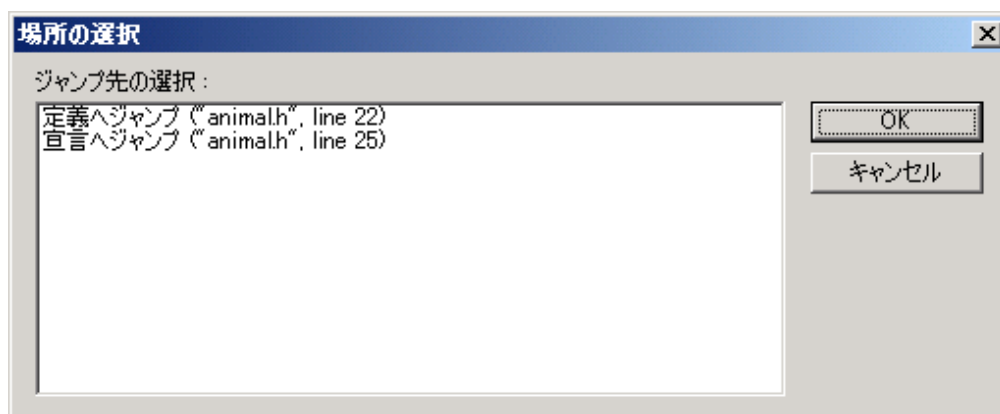 場所の選択
ジャンプ先の選択：
定義へジャンプ ("animal.h", line 22)
宣言へジャンプ ("animal.h", line 25)
OK
キャンセル